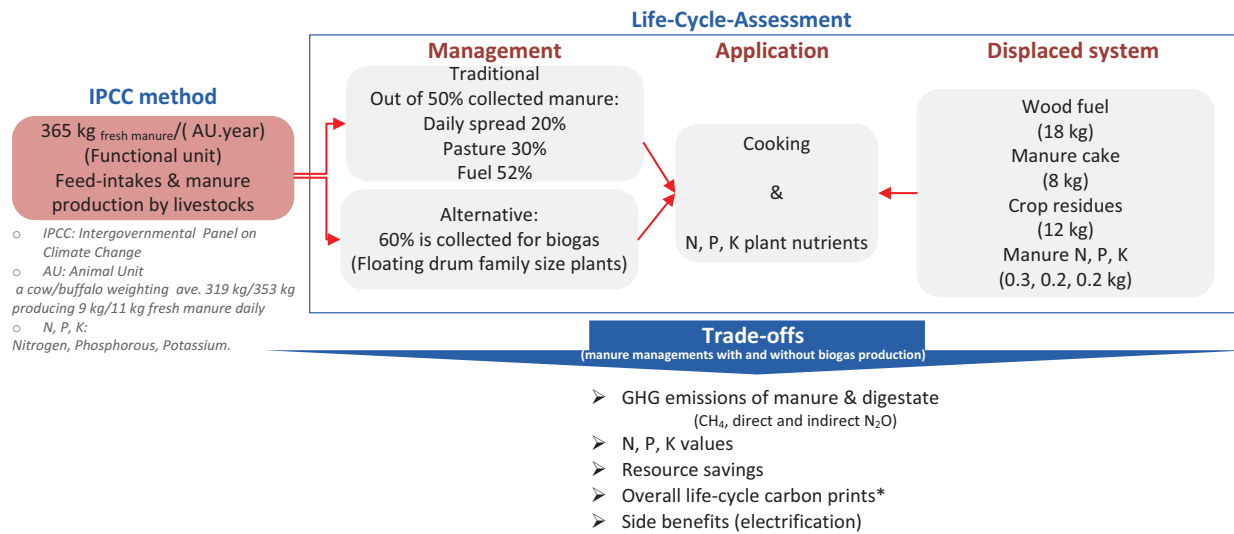 Life-Cycle-Assessment
IPCC method
365 kg fresh manure/( AU.year)
(Functional unit)
Feed-intakes & manure
production by livestocks
o IPCC: Intergovernmental Panel on
Climate Change
o AU: Animal Unit
a cow/buffalo weighting ave. 319 kg/353 kg
producing 9 kg/11 kg fresh manure daily
o N, P, K:
Nitrogen, Phosphorous, Potassium.
Management
Traditional
Out of 50% collected manure:
Daily spread 20%
Pasture 30%
Fuel 52%
Alternative:
60% is collected for biogas
(Floating drum family size plants)
Application
Cooking
&
N, P, K plant nutrients
Displaced system
Wood fuel
(18 kg)
Manure cake
(8 kg)
Crop residues
(12 kg)
Manure N, P, K
(0.3, 0.2, 0.2 kg)
Trade-offs
(manure managements with and without biogas production)
➢ GHG emissions of manure & digestate
(CH₄, direct and indirect N₂O)
➢ N, P, K values
➢ Resource savings
➢ Overall life-cycle carbon prints*
➢ Side benefits (electrification)